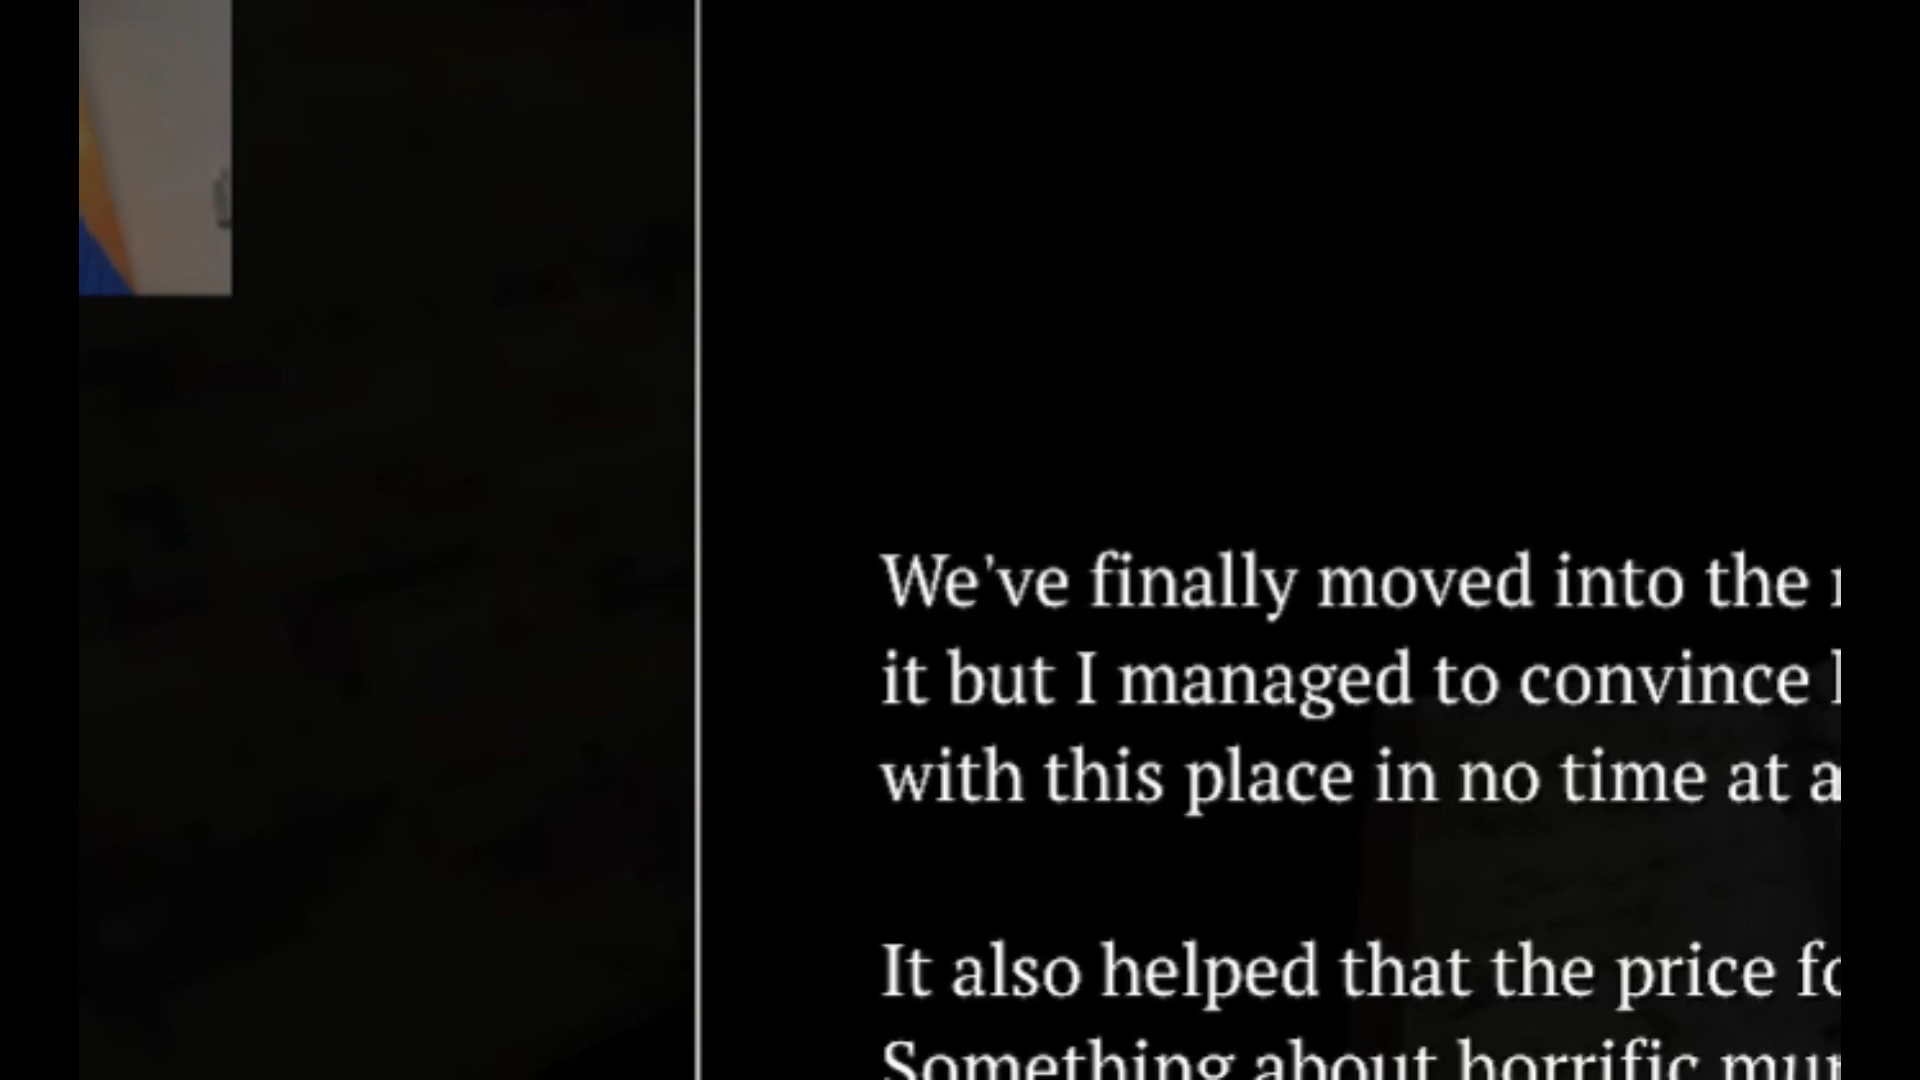 We've finally moved into the
it but I managed to convince
with this place in no time at
It also helped that the price
Something about horrific